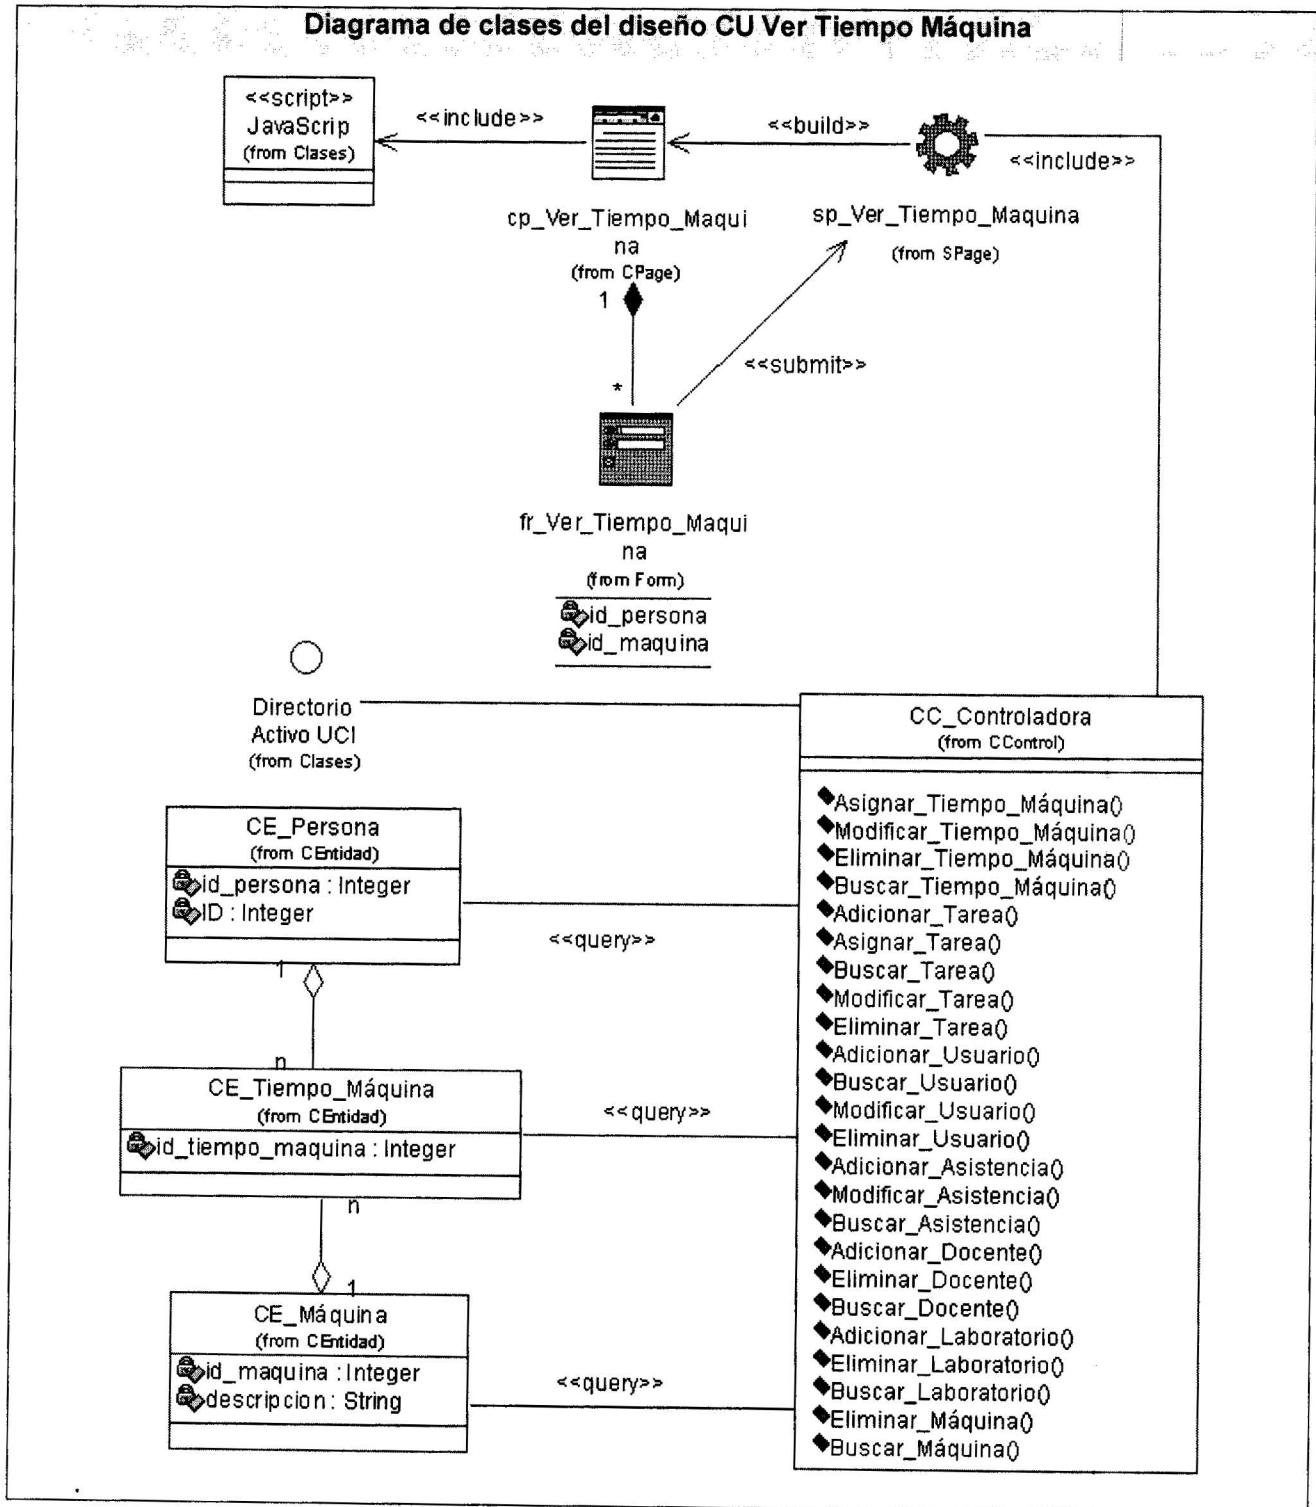 Diagrama de clases del diseño CU Ver Tiempo Máquina
<<script>>
JavaScrip
(from Clases)
<<include>>
<<build>>
<<include>>
cp_Ver_Tiempo_Maqui
na
(from CPage)
sp_Ver_Tiempo_Maquina
(from SPage)
1
<<submit>>
*
fr_Ver_Tiempo_Maqui
na
(from Form)
id_persona
id_maquina
Directorio
Activo UCI
(from Clases)
CC_Controladora
(from CControl)
Asignar_Tiempo_Máquina()
Modificar_Tiempo_Máquina()
Eliminar_Tiempo_Máquina()
Buscar_Tiempo_Máquina()
Adicionar_Tarea()
Asignar_Tarea()
Buscar_Tarea()
Modificar_Tarea()
Eliminar_Tarea()
Adicionar_Usuario()
Buscar_Usuario()
Modificar_Usuario()
Eliminar_Usuario()
Adicionar_Asistencia()
Modificar_Asistencia()
Buscar_Asistencia()
Adicionar_Docente()
Eliminar_Docente()
Buscar_Docente()
Adicionar_Laboratorio()
Eliminar_Laboratorio()
Buscar_Laboratorio()
Eliminar_Máquina()
Buscar_Máquina()
CE_Persona
(from CEntidad)
id_persona : Integer
ID : Integer
<<query>>
1
n
CE_Tiempo_Máquina
(from CEntidad)
id_tiempo_maquina : Integer
<<query>>
n
1
CE_Máquina
(from CEntidad)
id_maquina : Integer
descripcion : String
<<query>>